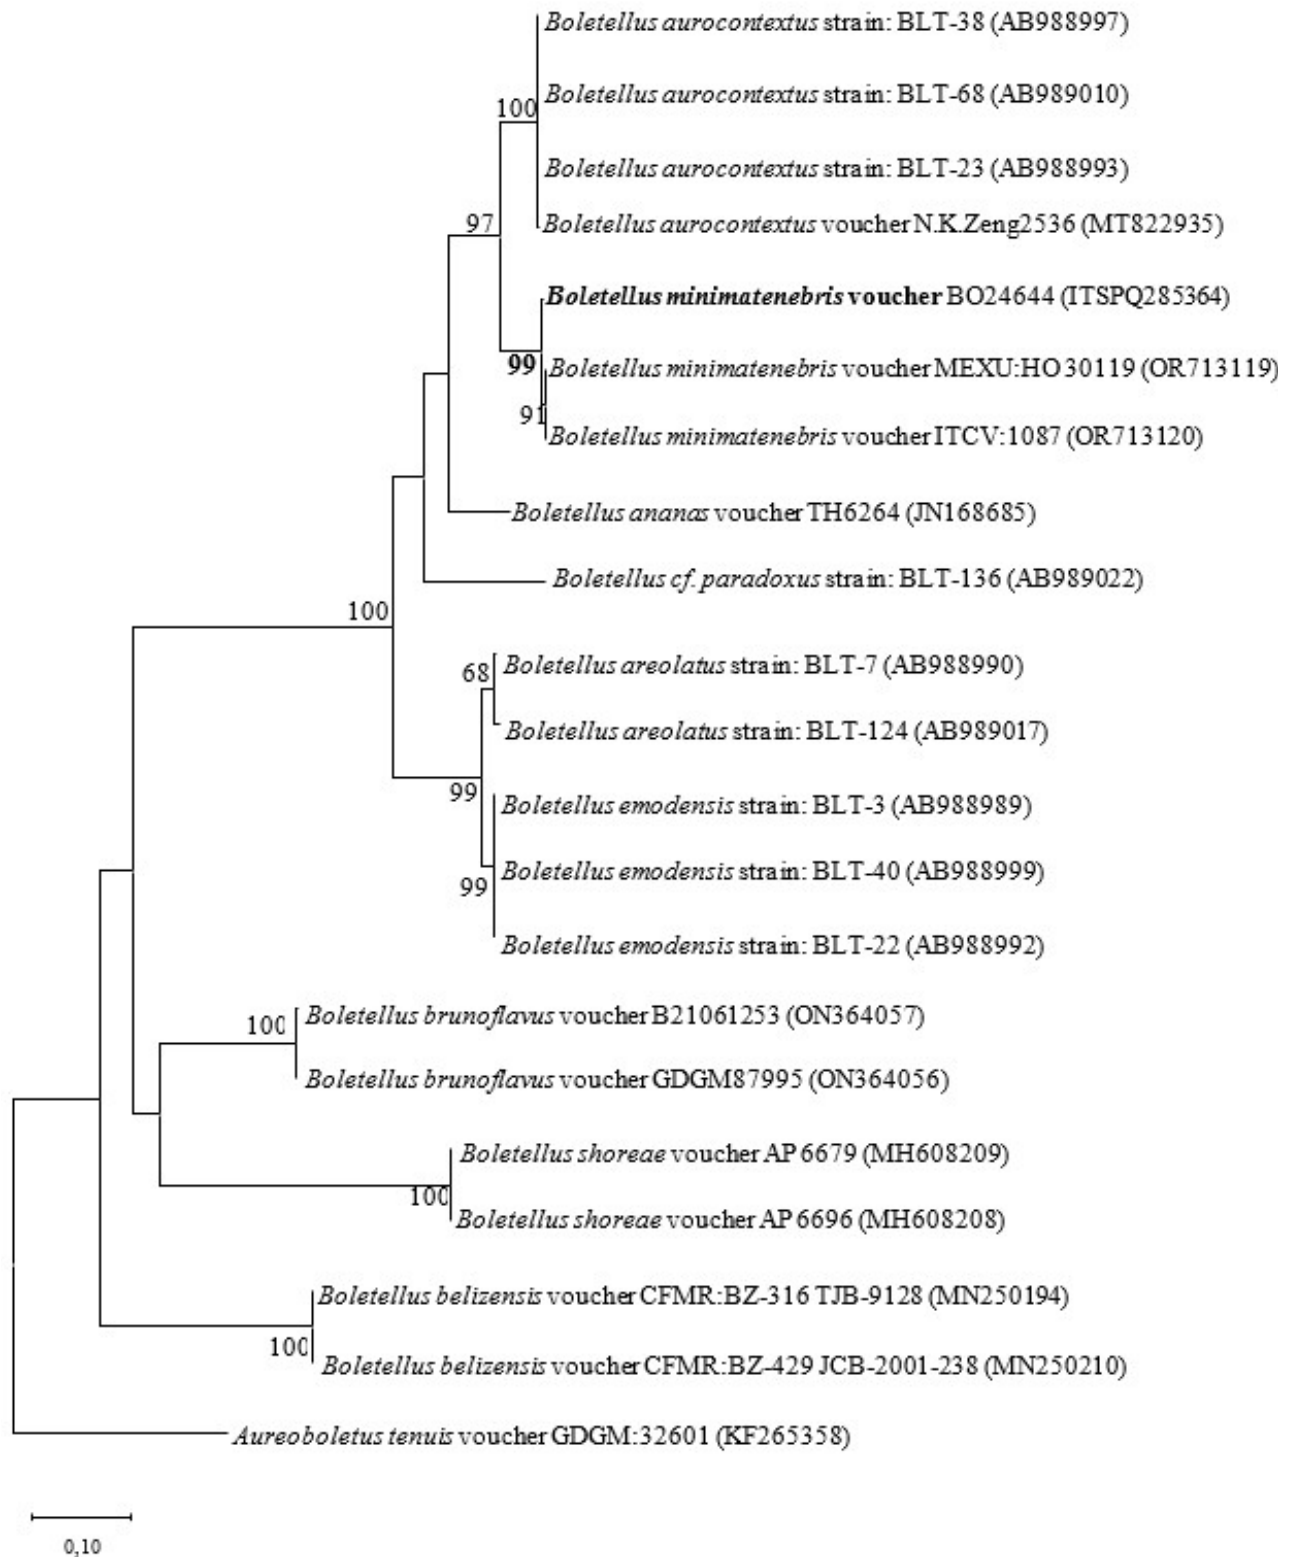 Boletellus aurocontextus strain: BLT-38 (AB988997)
Boletellus aurocontextus strain: BLT-68 (AB989010)
100
Boletellus aurocontextus strain: BLT-23 (AB988993)
97
Boletellus aurocontextus voucher N.K.Zeng2536 (MT822935)
Boletellus minimatenebris voucher BO24644 (ITSPQ285364)
99
Boletellus minimatenebris voucher MEXU:HO 30119 (OR713119)
91
Boletellus minimatenebris voucher ITCV:1087 (OR713120)
Boletellus ananas voucher TH6264 (JN168685)
Boletellus cf. paradoxus strain: BLT-136 (AB989022)
100
68
Boletellus areolatus strain: BLT-7 (AB988990)
Boletellus areolatus strain: BLT-124 (AB989017)
99
Boletellus emodensis strain: BLT-3 (AB988989)
Boletellus emodensis strain: BLT-40 (AB988999)
99
Boletellus emodensis strain: BLT-22 (AB988992)
100
Boletellus brunoflavus voucher B21061253 (ON364057)
Boletellus brunoflavus voucher GDGM87995 (ON364056)
Boletellus shoreae voucher AP 6679 (MH608209)
100
Boletellus shoreae voucher AP 6696 (MH608208)
Boletellus belizensis voucher CFMR:BZ-316 TJB-9128 (MN250194)
100
Boletellus belizensis voucher CFMR:BZ-429 JCB-2001-238 (MN250210)
Aureoboletus tenuis voucher GDGM:32601 (KF265358)
0,10